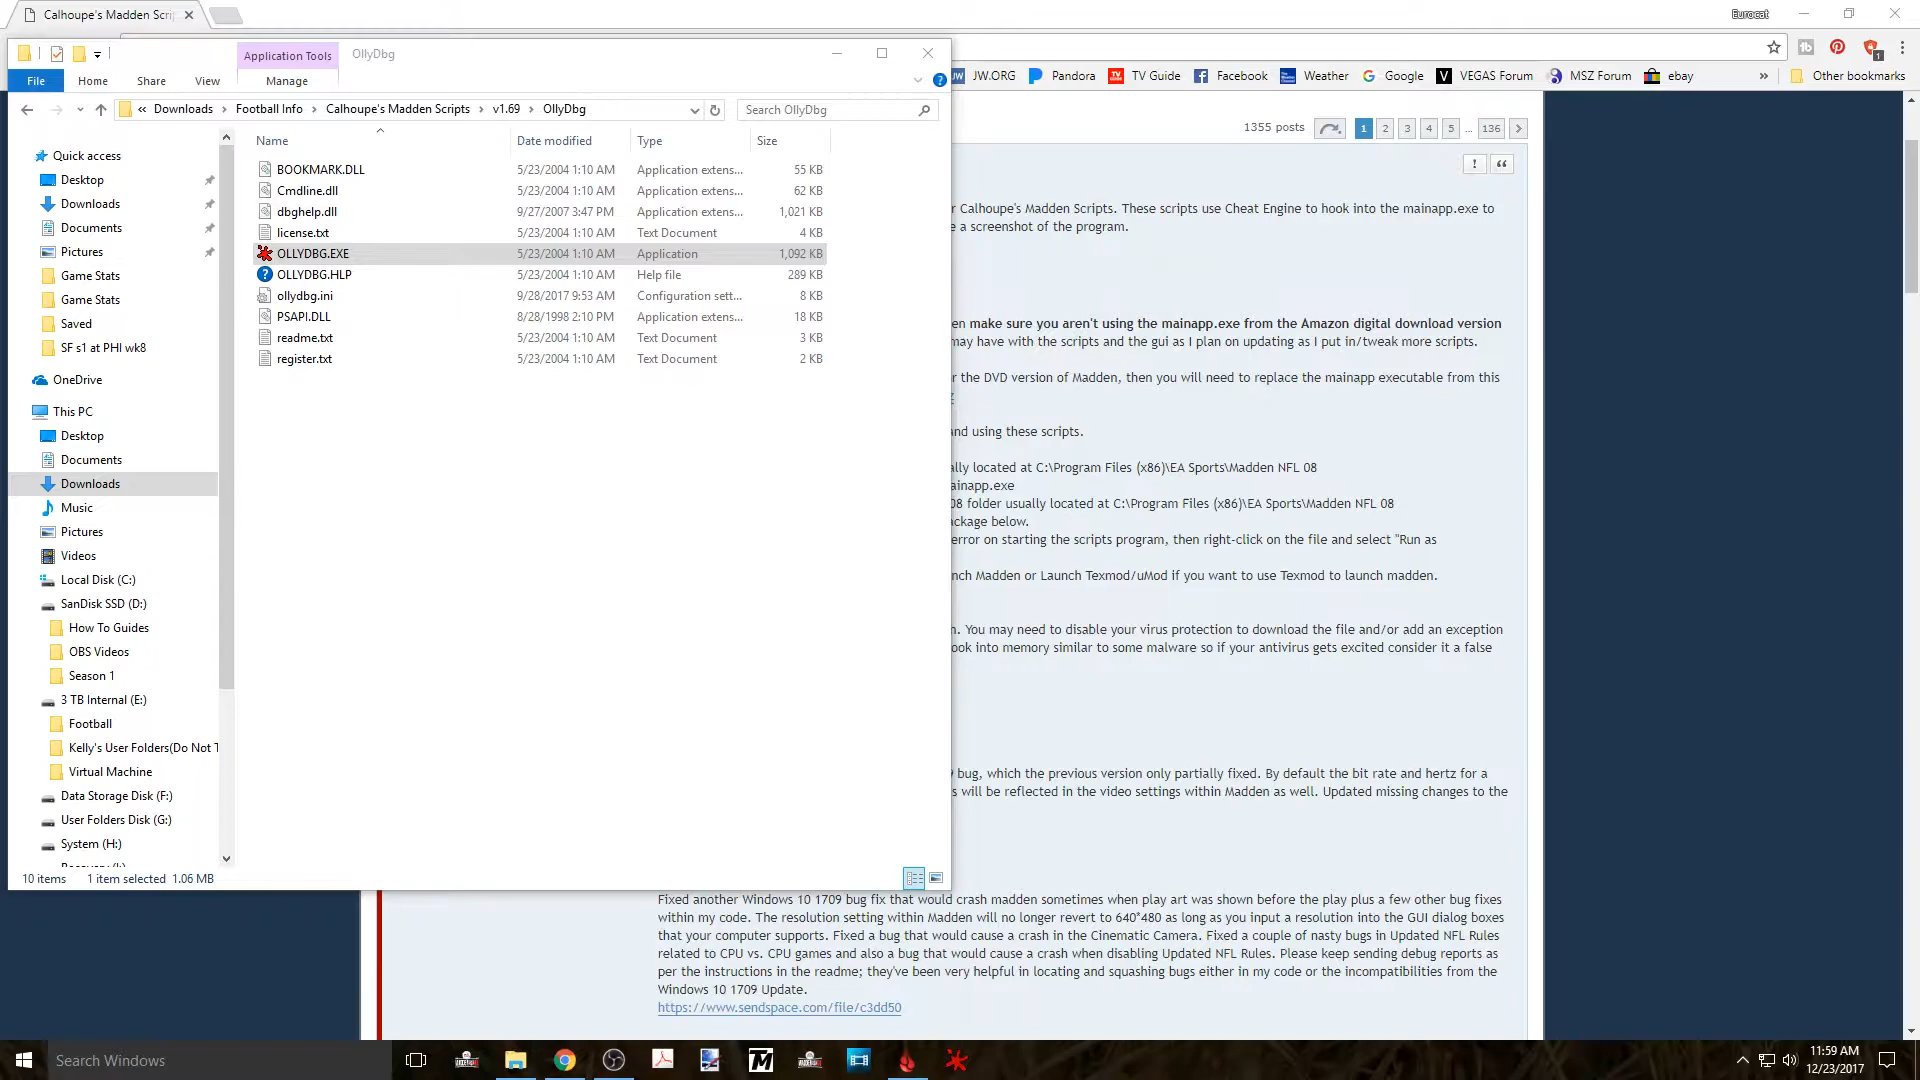 Calhoupe's Madden Scri
Eurocat
Application Tools
OllyDbg
File
Home
Share
View
Manage
JW.ORG
Pandora
TV Guide
Facebook
Weather
Google
VEGAS Forum
MSZ Forum
ebay
»
Other bookmarks
« Downloads > Football Info > Calhoupe's Madden Scripts > v1.69 > OllyDbg
Search OllyDbg
1355 posts
1 2 3 4 5 ... 136
Name Date modified Type Size
BOOKMARK.DLL 5/23/2004 1:10 AM Application extens... 55 KB
Cmdline.dll 5/23/2004 1:10 AM Application extens... 62 KB
dbghelp.dll 9/27/2007 3:47 PM Application extens... 1,021 KB
license.txt 5/23/2004 1:10 AM Text Document 4 KB
OLLYDBG.EXE 5/23/2004 1:10 AM Application 1,092 KB
OLLYDBG.HLP 5/23/2004 1:10 AM Help file 289 KB
ollydbg.ini 9/28/2017 9:53 AM Configuration sett... 8 KB
PSAPI.DLL 8/28/1998 2:10 PM Application extens... 18 KB
readme.txt 5/23/2004 1:10 AM Text Document 3 KB
register.txt 5/23/2004 1:10 AM Text Document 2 KB
Quick access
Desktop
Downloads
Documents
Pictures
Game Stats
Game Stats
Saved
SF s1 at PHI wk8
OneDrive
This PC
Desktop
Documents
Downloads
Music
Pictures
Videos
Local Disk (C:)
SanDisk SSD (D:)
How To Guides
OBS Videos
Season 1
3 TB Internal (E:)
Football
Kelly's User Folders(Do Not T
Virtual Machine
Data Storage Disk (F:)
User Folders Disk (G:)
System (H:)
10 items 1 item selected 1.06 MB
r Calhoupe's Madden Scripts. These scripts use Cheat Engine to hook into the mainapp.exe to
e a screenshot of the program.
en make sure you aren't using the mainapp.exe from the Amazon digital download version
may have with the scripts and the gui as I plan on updating as I put in/tweak more scripts.
r the DVD version of Madden, then you will need to replace the mainapp executable from this
and using these scripts.
ally located at C:\Program Files (x86)\EA Sports\Madden NFL 08
ainapp.exe
08 folder usually located at C:\Program Files (x86)\EA Sports\Madden NFL 08
ackage below.
error on starting the scripts program, then right-click on the file and select "Run as
nch Madden or Launch Texmod/uMod if you want to use Texmod to launch madden.
n. You may need to disable your virus protection to download the file and/or add an exception
ook into memory similar to some malware so if your antivirus gets excited consider it a false
9 bug, which the previous version only partially fixed. By default the bit rate and hertz for a
s will be reflected in the video settings within Madden as well. Updated missing changes to the
Fixed another Windows 10 1709 bug fix that would crash madden sometimes when play art was shown before the play plus a few other bug fixes
within my code. The resolution setting within Madden will no longer revert to 640*480 as long as you input a resolution into the GUI dialog boxes
that your computer supports. Fixed a bug that would cause a crash in the Cinematic Camera. Fixed a couple of nasty bugs in Updated NFL Rules
related to CPU vs. CPU games and also a bug that would cause a crash when disabling Updated NFL Rules. Please keep sending debug reports as
per the instructions in the readme; they've been very helpful in locating and squashing bugs either in my code or the incompatibilities from the
Windows 10 1709 Update.
https://www.sendspace.com/file/c3dd50
Search Windows
11:59 AM
12/23/2017